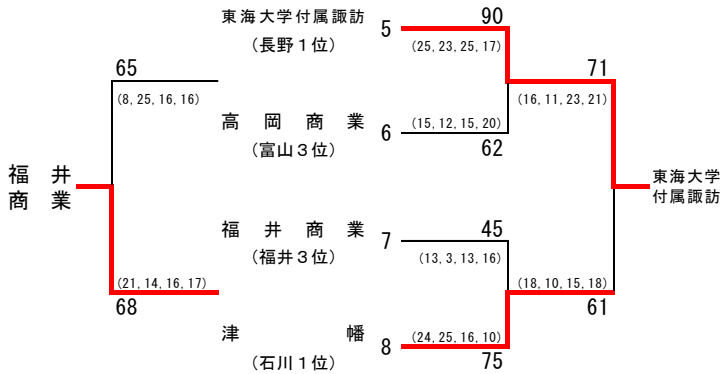 東海大学付属諏訪
(長野1位)
5
90
(25, 23, 25, 17)
65
(8, 25, 16, 16)
71
(16, 11, 23, 21)
高岡商業
(富山3位)
6
(15, 12, 15, 20)
62
福井
商業
東海大学
付属諏訪
福井商業
(福井3位)
7
45
(13, 3, 13, 16)
(21, 14, 16, 17)
68
(18, 10, 15, 18)
61
津幡
(石川1位)
8
(24, 25, 16, 10)
75